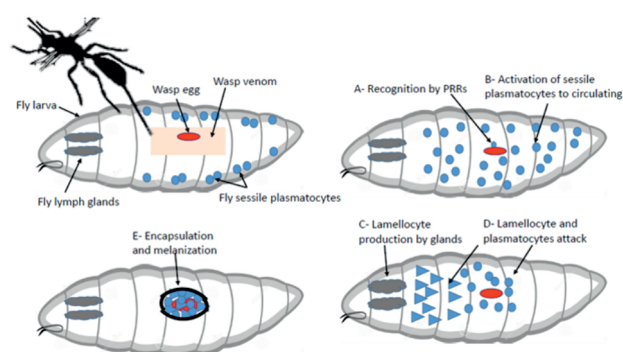 Wasp egg
Wasp venom
Fly larva
Fly lymph glands
Fly sessile plasmatocytes
A- Recognition by PRRs
B- Activation of sessile
plasmatocytes to circulating
E- Encapsulation
and melanization
C- Lamellocyte
production by glands
D- Lamellocyte and
plasmatocytes attack